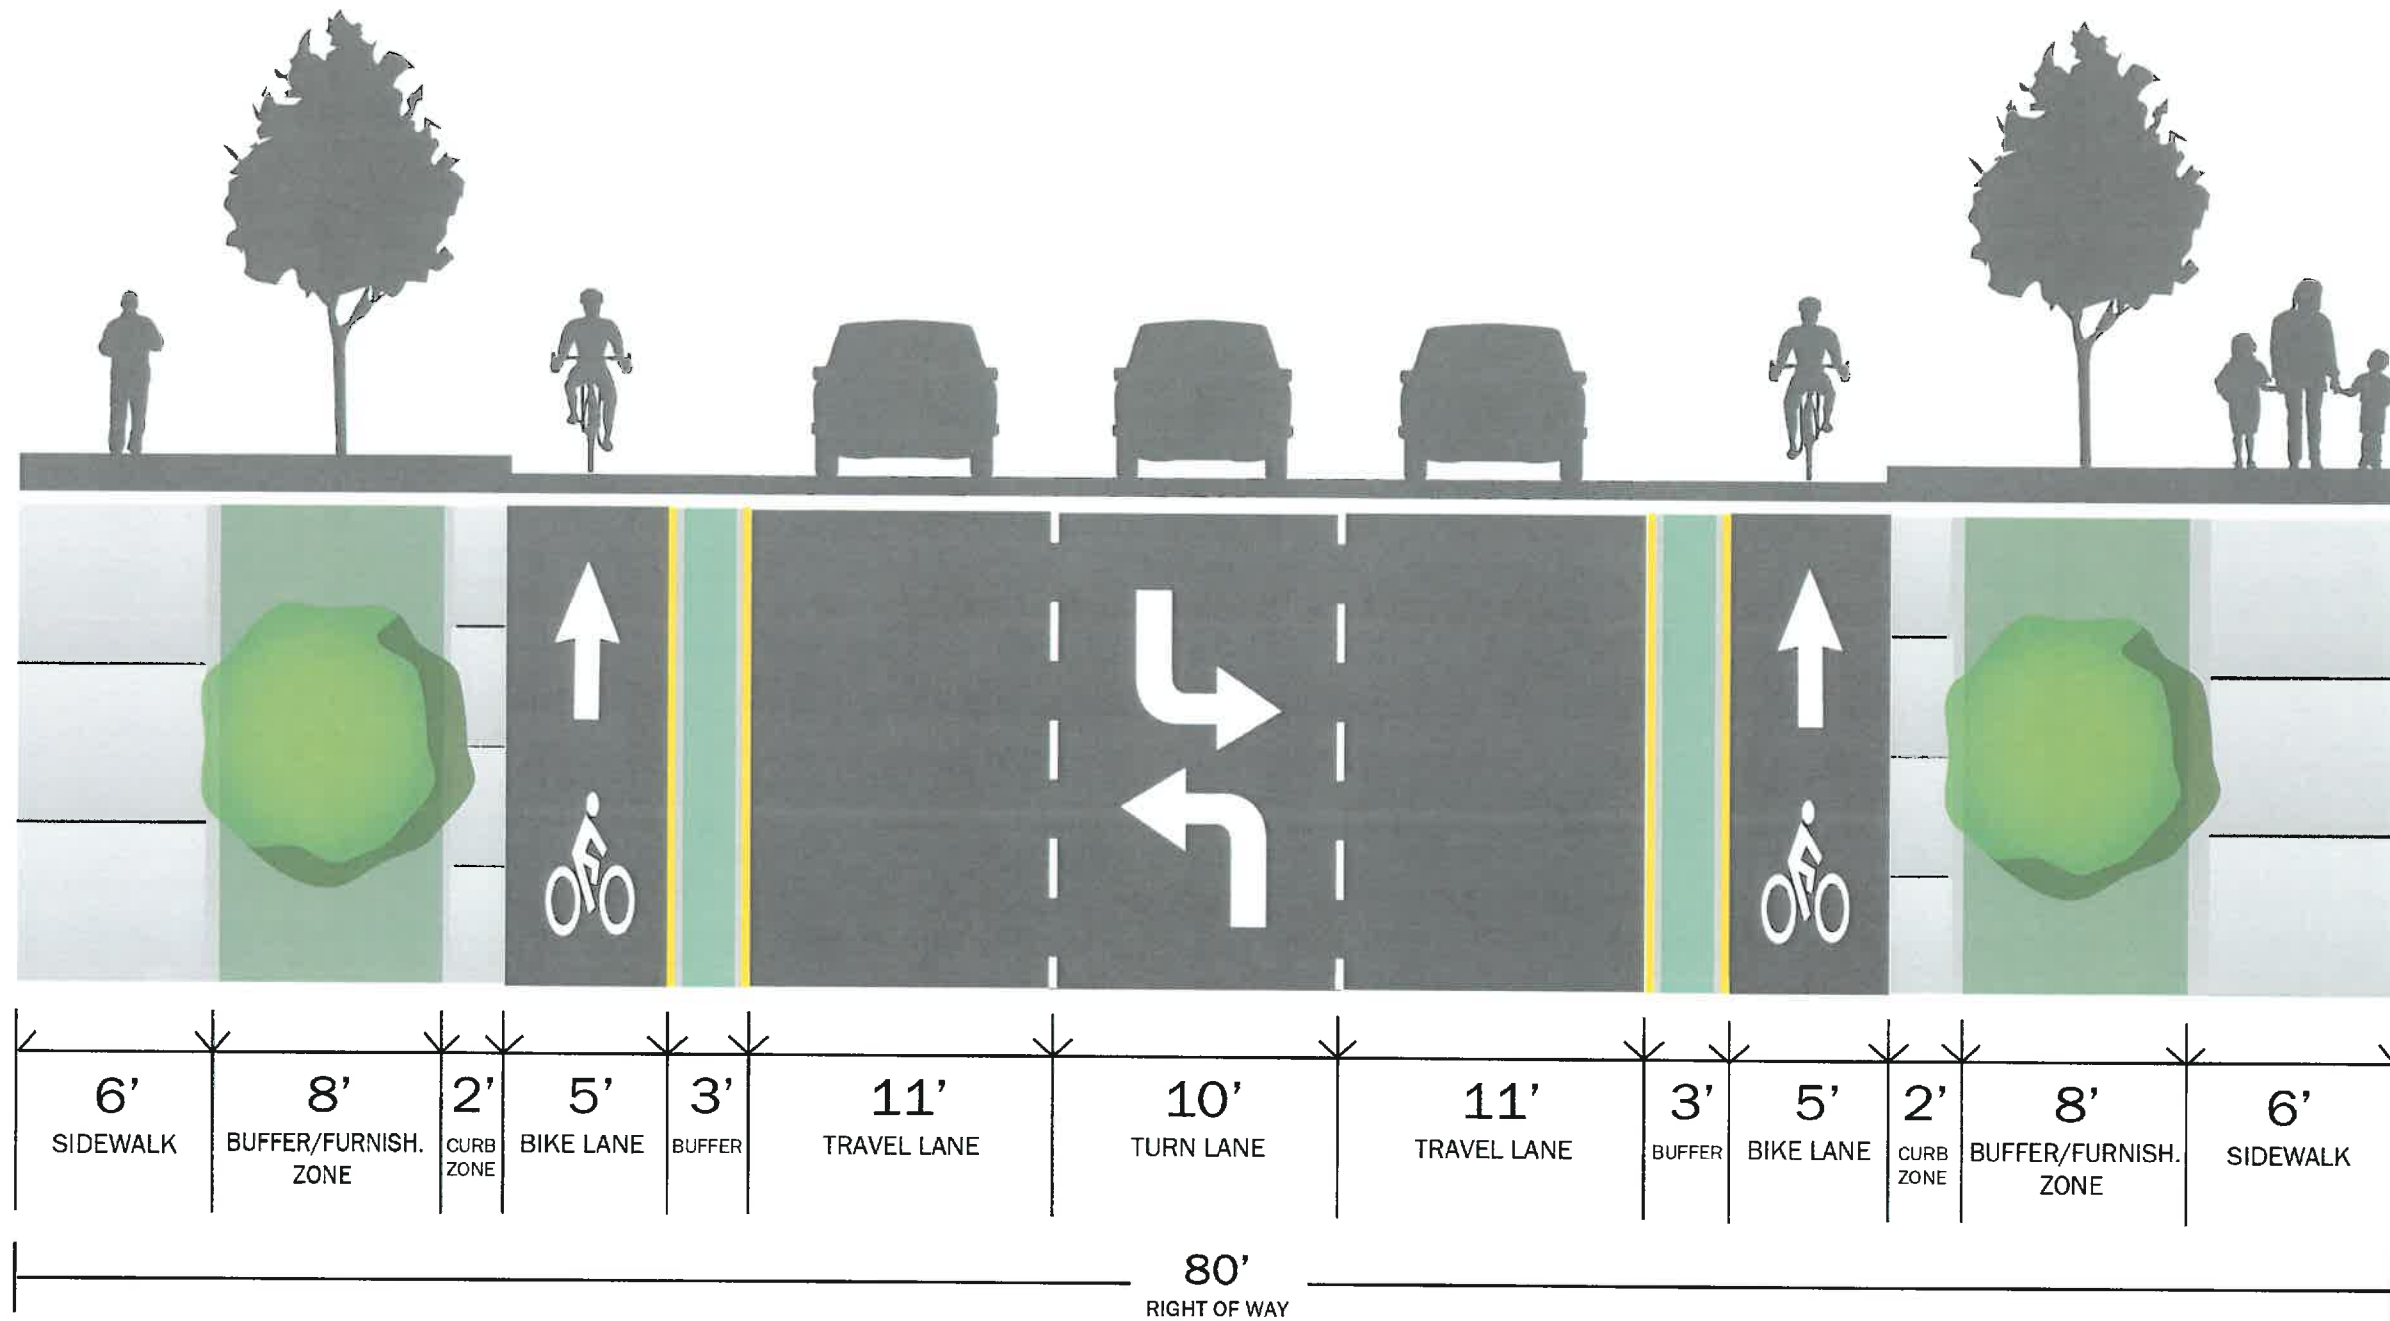 6' 8' 2' 5' 3' 11' 10' 11' 3' 5' 2' 8' 6'
SIDEWALK BUFFER/FURNISH. CURB BIKE LANE BUFFER TRAVEL LANE TURN LANE TRAVEL LANE BUFFER BIKE LANE CURB BUFFER/FURNISH. SIDEWALK
ZONE ZONE ZONE ZONE
80'
RIGHT OF WAY